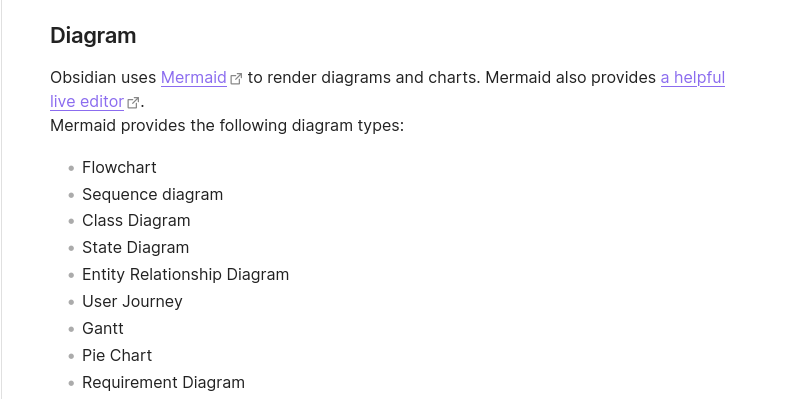 Diagram
Obsidian uses Mermaid to render diagrams and charts. Mermaid also provides a helpful
live editor.
Mermaid provides the following diagram types:
Flowchart
Sequence diagram
Class Diagram
State Diagram
Entity Relationship Diagram
User Journey
Gantt
Pie Chart
Requirement Diagram